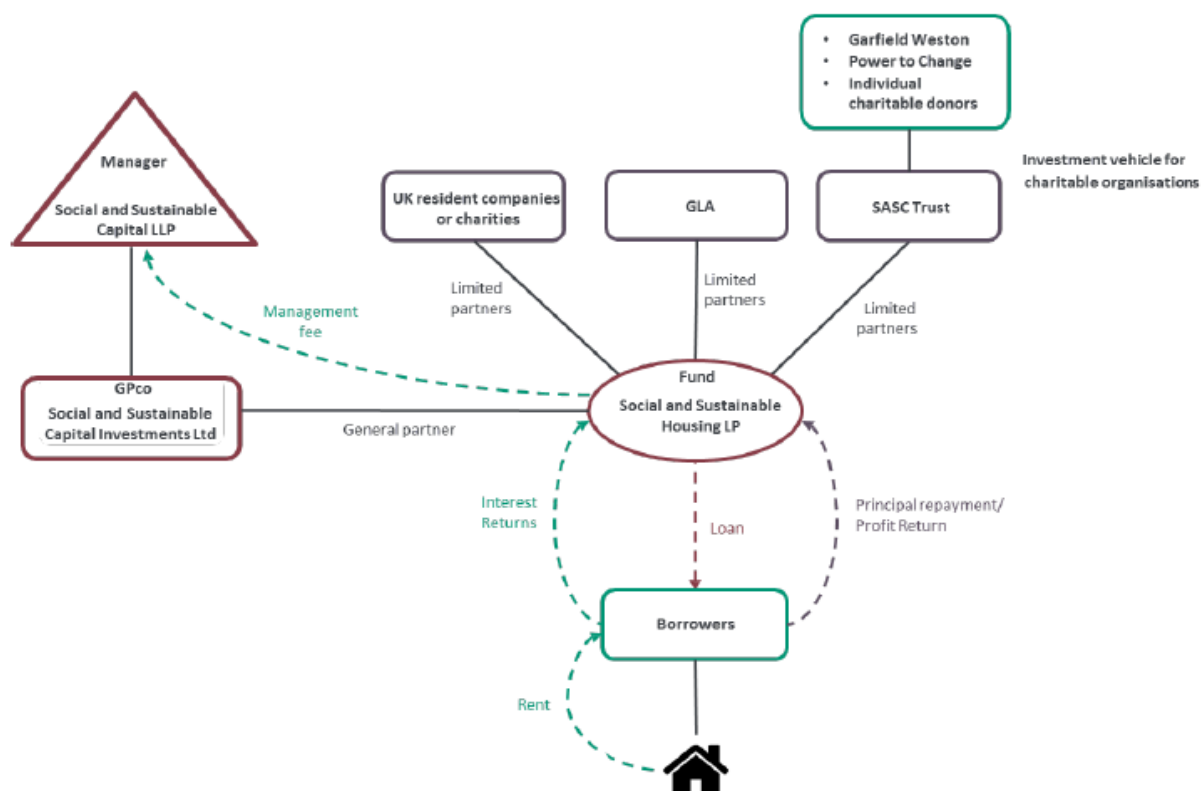 • Garfield Weston
• Power to Change
• Individual
charitable donors
Manager
Social and Sustainable
Capital LLP
Investment vehicle for
charitable organisations
UK resident companies
or charities
GLA
SASC Trust
Limited
partners
Limited
partners
Limited
partners
Management
fee
GPco
Social and Sustainable
Capital Investments Ltd
General partner
Fund
Social and Sustainable
Housing LP
Interest
Returns
Loan
Principal repayment/
Profit Return
Borrowers
Rent